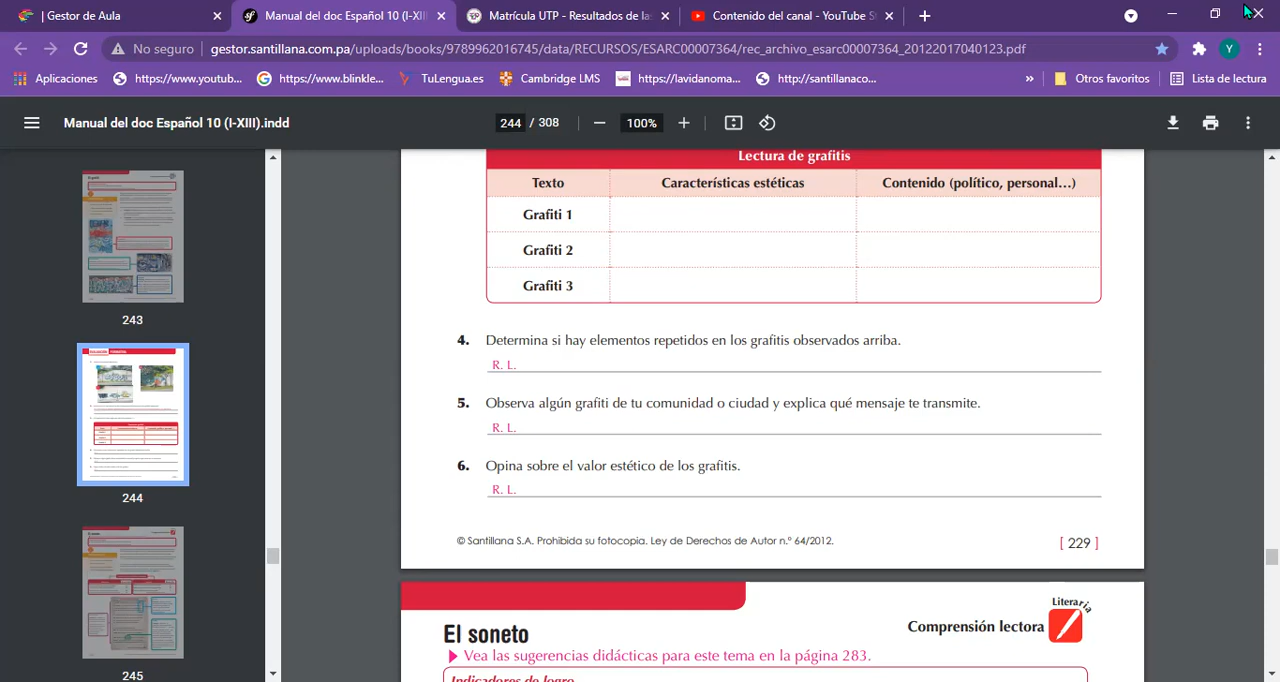 | Gestor de Aula
Manual del doc Español 10 (I-XII
Matrícula UTP - Resultados de la
Contenido del canal - YouTube S
No seguro
gestor.santillana.com.pa/uploads/books/9789962016745/data/RECURSOS/ESARC00007364/rec_archivo_esarc00007364_20122017040123.pdf
Y
Aplicaciones
https://www.youtub...
https://www.blinkle...
TuLengua.es
Cambridge LMS
https://lavidanoma...
http://santillanaco...
»
Otros favoritos
Lista de lectura
Manual del doc Español 10 (I-XIII).indd
244 / 308
100%
243
244
245
Lectura de grafitis
Texto
Características estéticas
Contenido (político, personal...)
Grafiti 1
Grafiti 2
Grafiti 3
4. Determina si hay elementos repetidos en los grafitis observados arriba.
R. L.
5. Observa algún grafiti de tu comunidad o ciudad y explica qué mensaje te transmite.
R. L.
6. Opina sobre el valor estético de los grafitis.
R. L.
© Santillana S.A. Prohibida su fotocopia. Ley de Derechos de Autor n.º 64/2012.
[ 229 ]
El soneto
Literaria
Comprensión lectora
Vea las sugerencias didácticas para este tema en la página 283.
Indicadores de logro